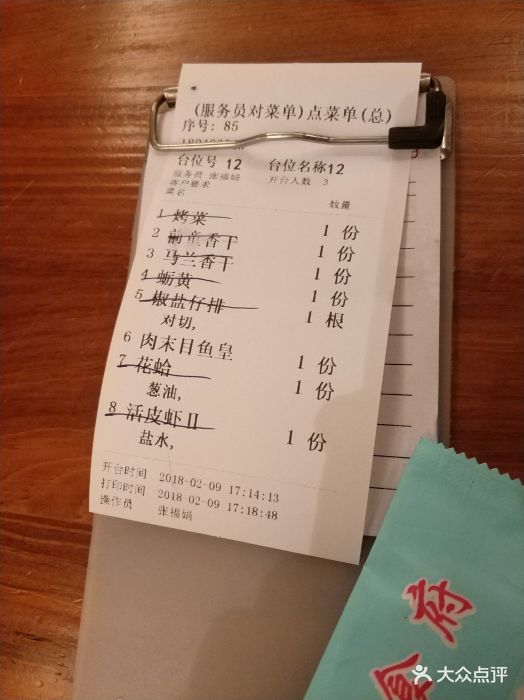 (服务员对菜单)点菜单(总)
序号: 85
台位号 12 台位名称12
服务员 张福娟 开台人数 3
客户要求
菜名 数量
1 烤菜 1 份
2 前童香干 1 份
3 马兰香干 1 份
4 蛎黄 1 份
5 椒盐仔排 1 根
对切,
6 肉末目鱼皇 1 份
7 花蛤 1 份
葱油,
8 活皮虾II 1 份
盐水,
开台时间 2018-02-09 17:14:13
打印时间 2018-02-09 17:18:48
操作员 张福娟
府
大众点评